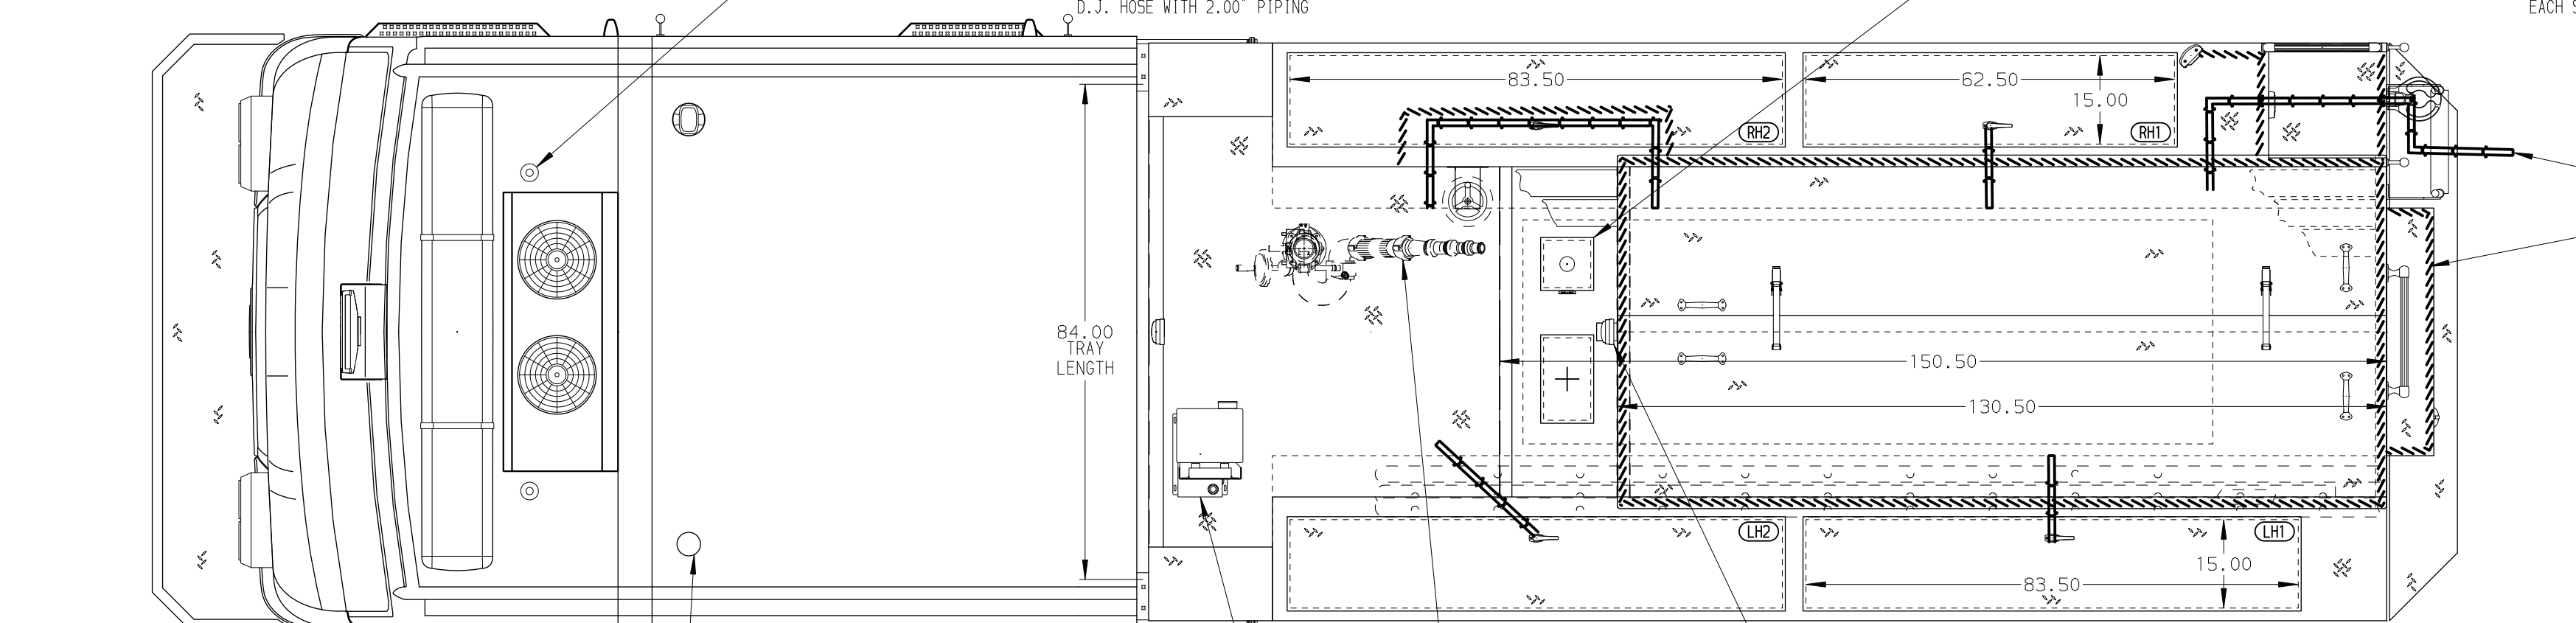 D.J. HOSE WITH 2.00" PIPING
EACH
83.50
62.50
15.00
RH2
RH1
84.00
TRAY
LENGTH
150.50
130.50
LH2
LH1
15.00
83.50